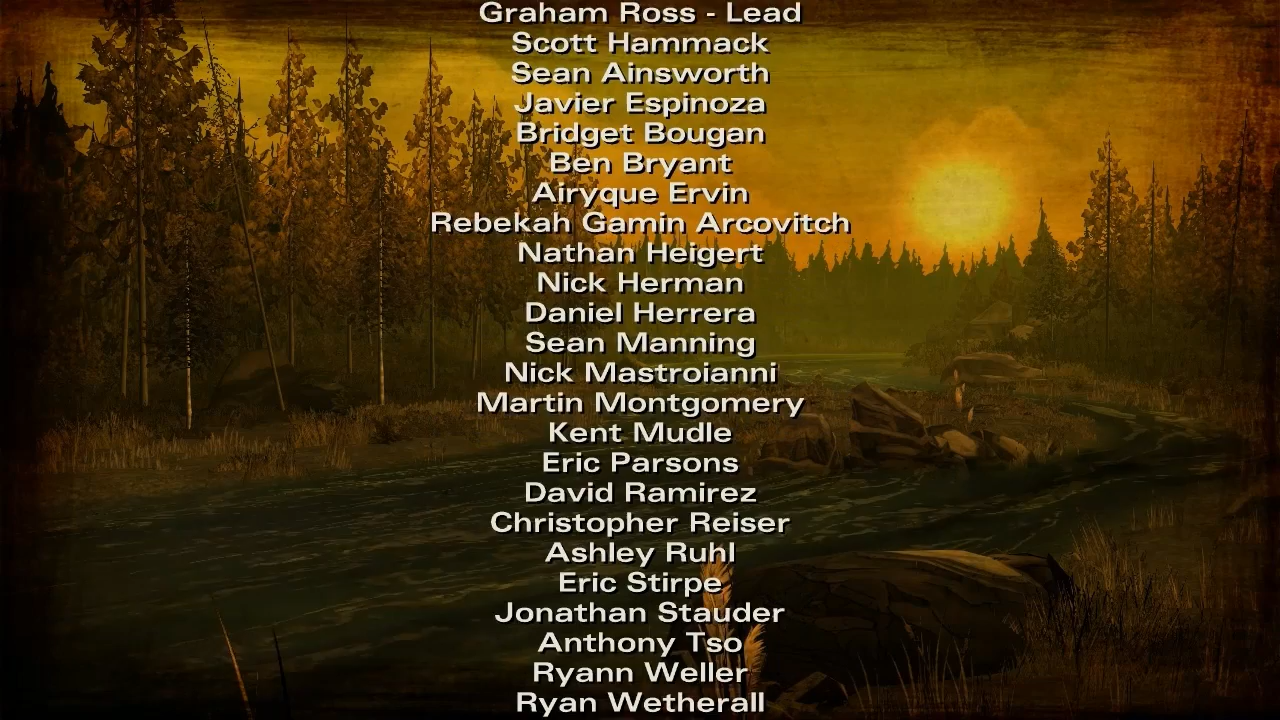 Graham Ross - Lead
Scott Hammack
Sean Ainsworth
Javier Espinoza
Bridget Bougan
Ben Bryant
Airyque Ervin
Rebekah Gamin Arcovitch
Nathan Heigert
Nick Herman
Daniel Herrera
Sean Manning
Nick Mastroianni
Martin Montgomery
Kent Mudle
Eric Parsons
David Ramirez
Christopher Reiser
Ashley Ruhl
Eric Stirpe
Jonathan Stauder
Anthony Tso
Ryann Weller
Ryan Wetherall